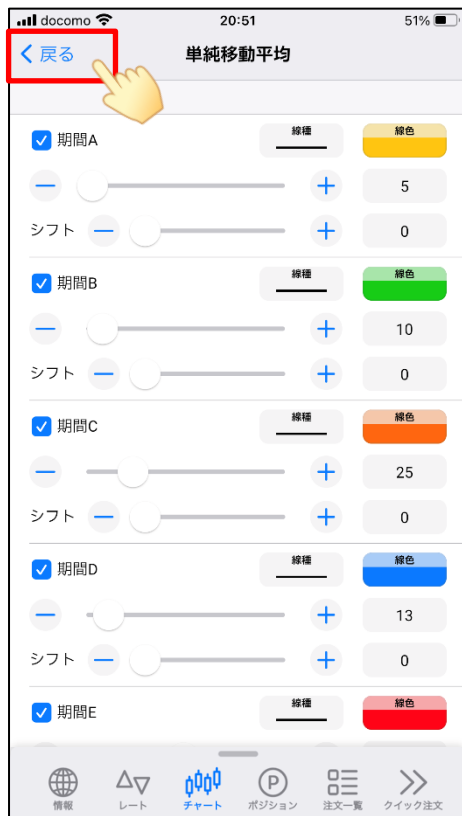 docomo 20:51 51%
戻る 単純移動平均
期間A 線種 線色
5
シフト 0
期間B 線種 線色
10
シフト 0
期間C 線種 線色
25
シフト 0
期間D 線種 線色
13
シフト 0
期間E 線種 線色
情報 レート チャート P ポジション 注文一覧 クイック注文